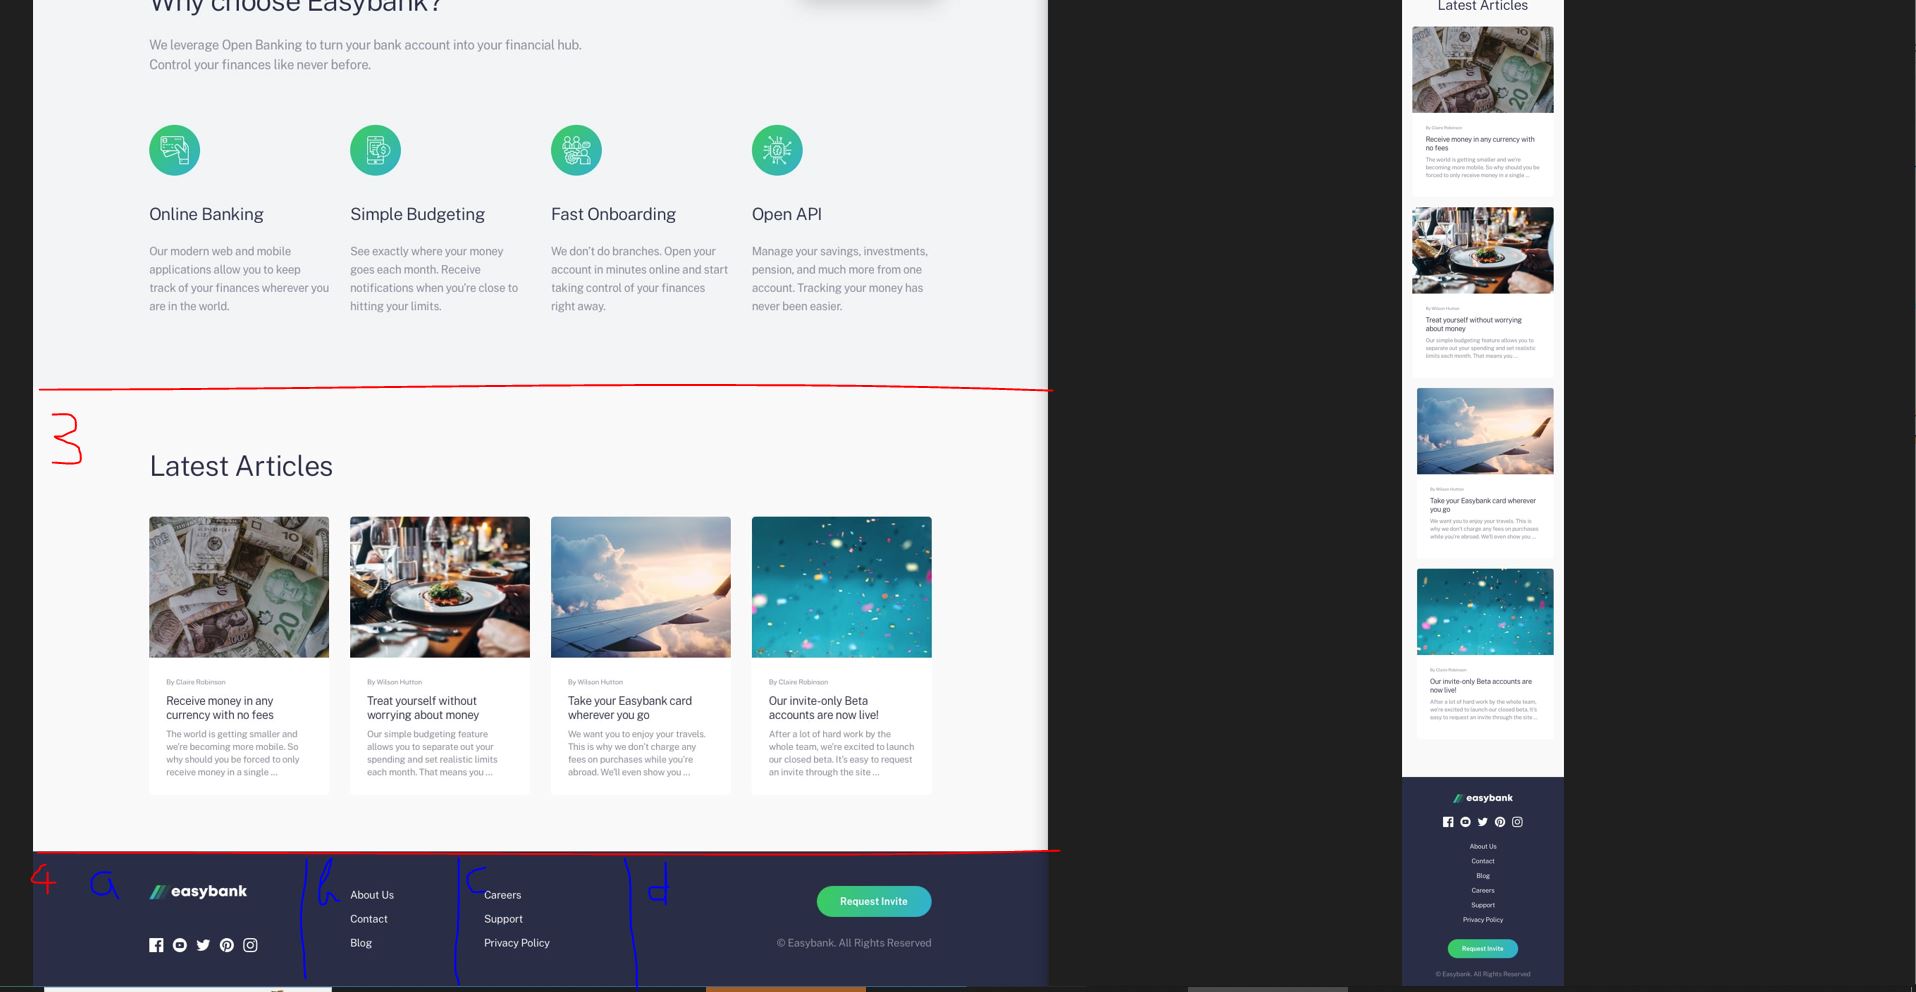 Why choose Easybank?
We leverage Open Banking to turn your bank account into your financial hub.
Control your finances like never before.
Online Banking
Our modern web and mobile
applications allow you to keep
track of your finances wherever you
are in the world.
Simple Budgeting
See exactly where your money
goes each month. Receive
notifications when you're close to
hitting your limits.
Fast Onboarding
We don't do branches. Open your
account in minutes online and start
taking control of your finances
right away.
Open API
Manage your savings, investments,
pension, and much more from one
account. Tracking your money has
never been easier.
3
Latest Articles
By Claire Robinson
Receive money in any
currency with no fees
The world is getting smaller and
we're becoming more mobile. So
why should you be forced to only
receive money in a single ...
By Wilson Hutton
Treat yourself without
worrying about money
Our simple budgeting feature
allows you to separate out your
spending and set realistic limits
each month. That means you ...
By Wilson Hutton
Take your Easybank card
wherever you go
We want you to enjoy your travels.
This is why we don't charge any
fees on purchases while you're
abroad. We'll even show you ...
By Claire Robinson
Our invite-only Beta
accounts are now live!
After a lot of hard work by the
whole team, we're excited to launch
our closed beta. It's easy to request
an invite through the site ...
4
a
easybank
b
About Us
Contact
Blog
c
Careers
Support
Privacy Policy
d
Request Invite
© Easybank. All Rights Reserved
Latest Articles
By Claire Robinson
Receive money in any currency with
no fees
The world is getting smaller and we're
becoming more mobile. So why should you be
forced to only receive money in a single ...
By Wilson Hutton
Treat yourself without worrying
about money
Our simple budgeting feature allows you to
separate out your spending and set realistic
limits each month. That means you ...
By Wilson Hutton
Take your Easybank card wherever
you go
We want you to enjoy your travels. This is
why we don't charge any fees on purchases
while you're abroad. We'll even show you ...
By Claire Robinson
Our invite-only Beta accounts are
now live!
After a lot of hard work by the whole team,
we're excited to launch our closed beta. It's
easy to request an invite through the site ...
easybank
About Us
Contact
Blog
Careers
Support
Privacy Policy
Request Invite
© Easybank. All Rights Reserved